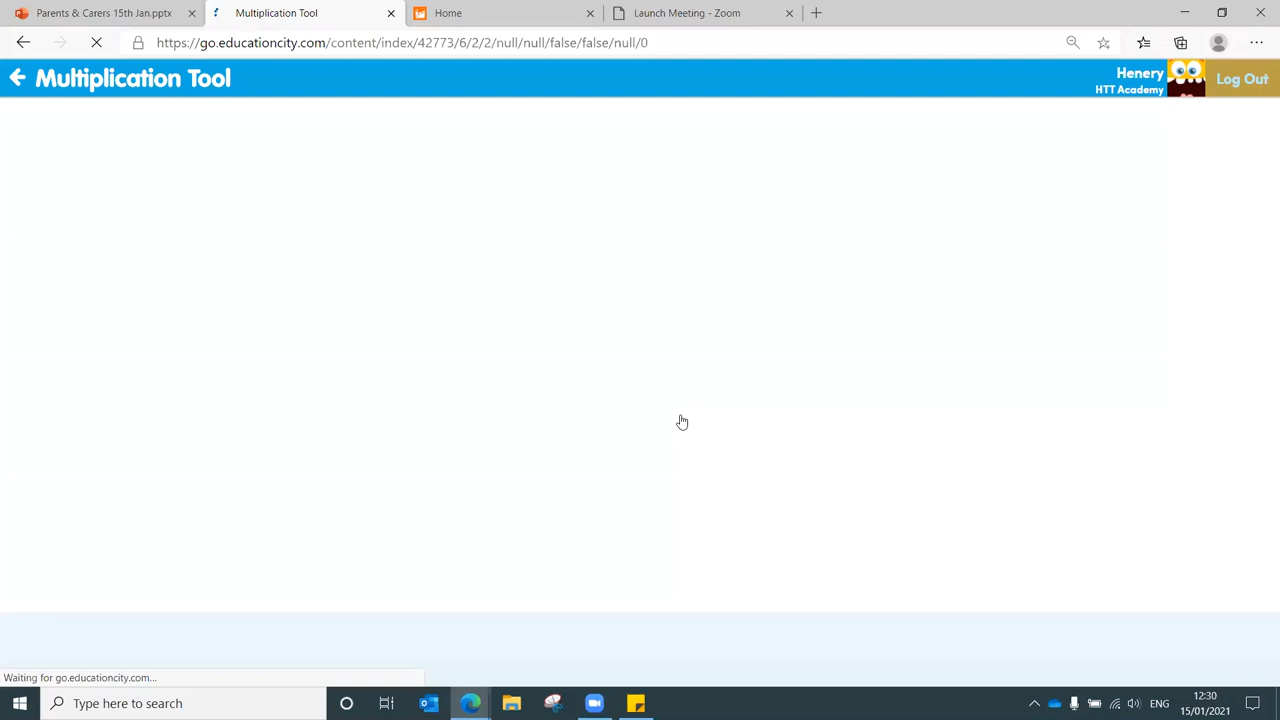 Parents & Carers 15th Jan.pptx
Multiplication Tool
Home
Launch Meeting - Zoom
https://go.educationcity.com/content/index/42773/6/2/2/null/null/false/false/null/0
Multiplication Tool
Henery
HTT Academy
Log Out
Waiting for go.educationcity.com...
Type here to search
ENG
12:30
15/01/2021